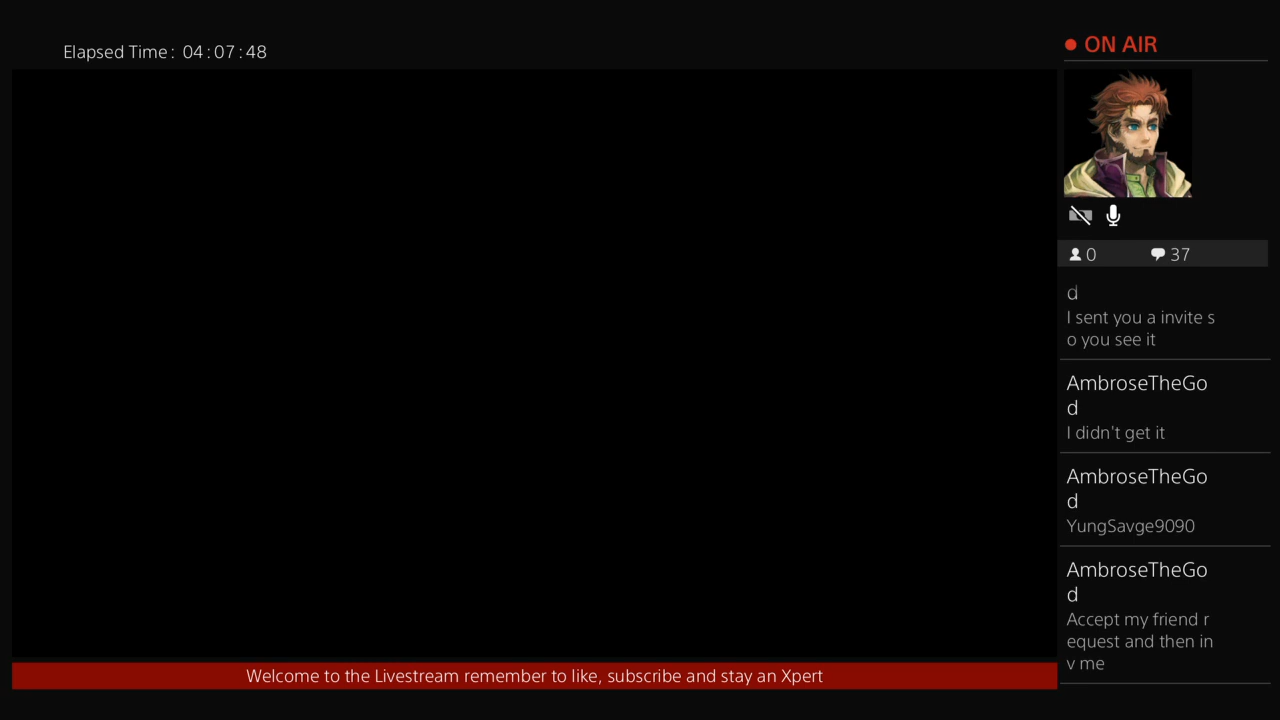 Elapsed Time: 04:07:48
ON AIR
0
37
d
I sent you a invite s
o you see it
AmbroseTheGo
d
I didn't get it
AmbroseTheGo
d
YungSavge9090
AmbroseTheGo
d
Accept my friend r
equest and then in
v me
Welcome to the Livestream remember to like, subscribe and stay an Xpert